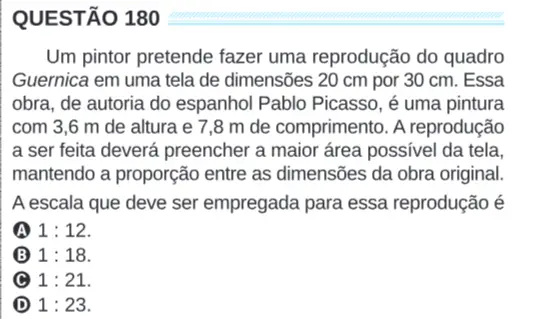 QUESTÃO 180
Um pintor pretende fazer uma reprodução do quadro
Guernica em uma tela de dimensões 20 cm por 30 cm. Essa
obra, de autoria do espanhol Pablo Picasso, é uma pintura
com 3,6 m de altura e 7,8 m de comprimento. A reprodução
a ser feita deverá preencher a maior área possível da tela,
mantendo a proporção entre as dimensões da obra original.
A escala que deve ser empregada para essa reprodução é
A 1 : 12.
B 1 : 18.
C 1 : 21.
D 1 : 23.